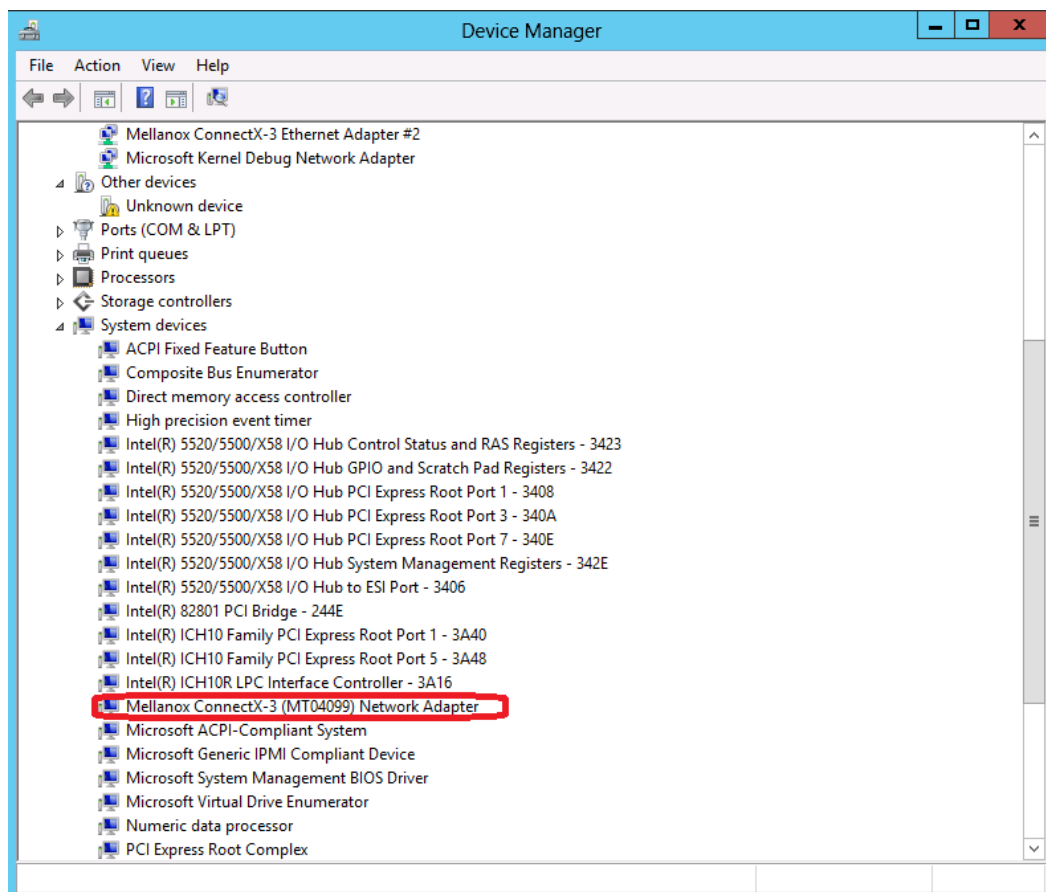 Device Manager
File Action View Help
Mellanox ConnectX-3 Ethernet Adapter #2
Microsoft Kernel Debug Network Adapter
Other devices
Unknown device
Ports (COM & LPT)
Print queues
Processors
Storage controllers
System devices
ACPI Fixed Feature Button
Composite Bus Enumerator
Direct memory access controller
High precision event timer
Intel(R) 5520/5500/X58 I/O Hub Control Status and RAS Registers - 3423
Intel(R) 5520/5500/X58 I/O Hub GPIO and Scratch Pad Registers - 3422
Intel(R) 5520/5500/X58 I/O Hub PCI Express Root Port 1 - 3408
Intel(R) 5520/5500/X58 I/O Hub PCI Express Root Port 3 - 340A
Intel(R) 5520/5500/X58 I/O Hub PCI Express Root Port 7 - 340E
Intel(R) 5520/5500/X58 I/O Hub System Management Registers - 342E
Intel(R) 5520/5500/X58 I/O Hub to ESI Port - 3406
Intel(R) 82801 PCI Bridge - 244E
Intel(R) ICH10 Family PCI Express Root Port 1 - 3A40
Intel(R) ICH10 Family PCI Express Root Port 5 - 3A48
Intel(R) ICH10R LPC Interface Controller - 3A16
Mellanox ConnectX-3 (MT04099) Network Adapter
Microsoft ACPI-Compliant System
Microsoft Generic IPMI Compliant Device
Microsoft System Management BIOS Driver
Microsoft Virtual Drive Enumerator
Numeric data processor
PCI Express Root Complex